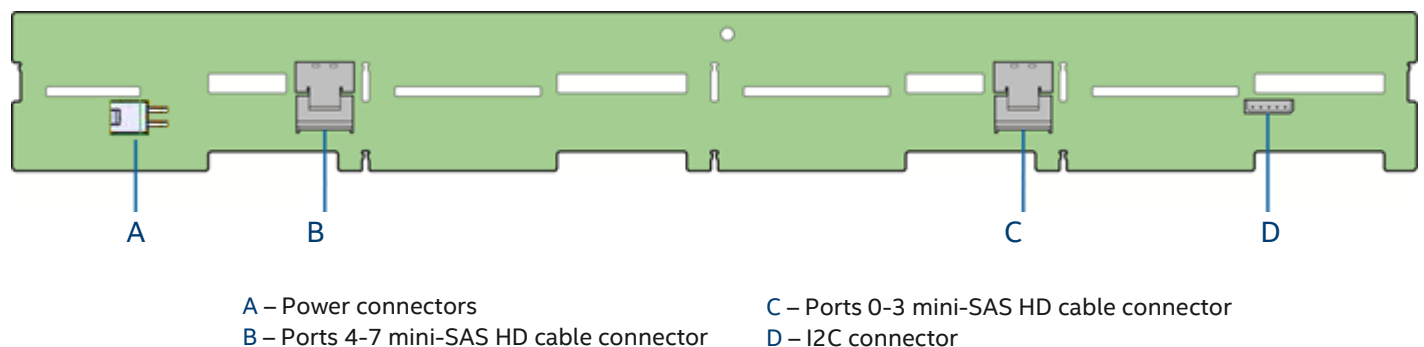 A B C D
A – Power connectors
B – Ports 4-7 mini-SAS HD cable connector
C – Ports 0-3 mini-SAS HD cable connector
D – I2C connector